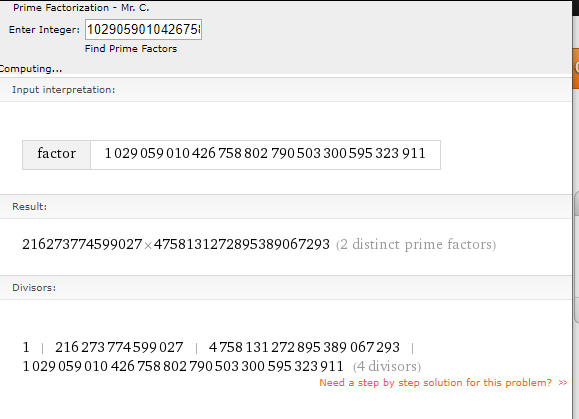 Prime Factorization - Mr. C.
Enter Integer: 102905901042675
Find Prime Factors
Computing...
Input interpretation:
factor 1 029 059 010 426 758 802 790 503 300 595 323 911
Result:
216273774599027×4758131272895389067293 (2 distinct prime factors)
Divisors:
1 | 216 273 774 599 027 | 4 758 131 272 895 389 067 293 |
1 029 059 010 426 758 802 790 503 300 595 323 911 (4 divisors)
Need a step by step solution for this problem? >>